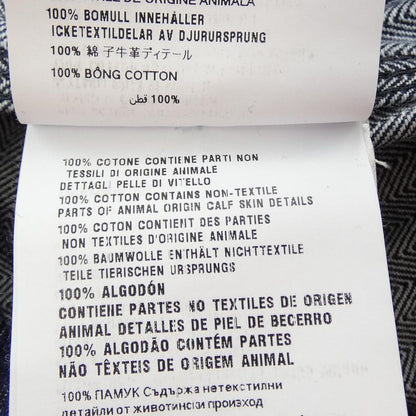 DE ORIGINE ANIMALA
100% BOMULL INNEHÅLLER
ICKETEXTILDELAR AV DJURURSPRUNG
100% 綿 子牛革ディテール
100% BÔNG COTTON
100% قطن
100% COTONE CONTIENE PARTI NON
TESSILI DI ORIGINE ANIMALE
DETTAGLI PELLE DI VITELLO
100% COTTON CONTAINS NON-TEXTILE
PARTS OF ANIMAL ORIGIN CALF SKIN DETAILS
100% COTON CONTIENT DES PARTIES
NON TEXTILES D'ORIGINE ANIMALE
100% BAUMWOLLE ENTHÄLT NICHTTEXTILE
TEILE TIERISCHEN URSPRUNGS
100% ALGODÓN
CONTIENE PARTES NO TEXTILES DE ORIGEN
ANIMAL DETALLES DE PIEL DE BECERRO
100% ALGODÃO CONTÉM PARTES
NÃO TÊXTEIS DE ORIGEM ANIMAL
100% ПАМУК Съдържа нетекстилни
детайли от животински произход